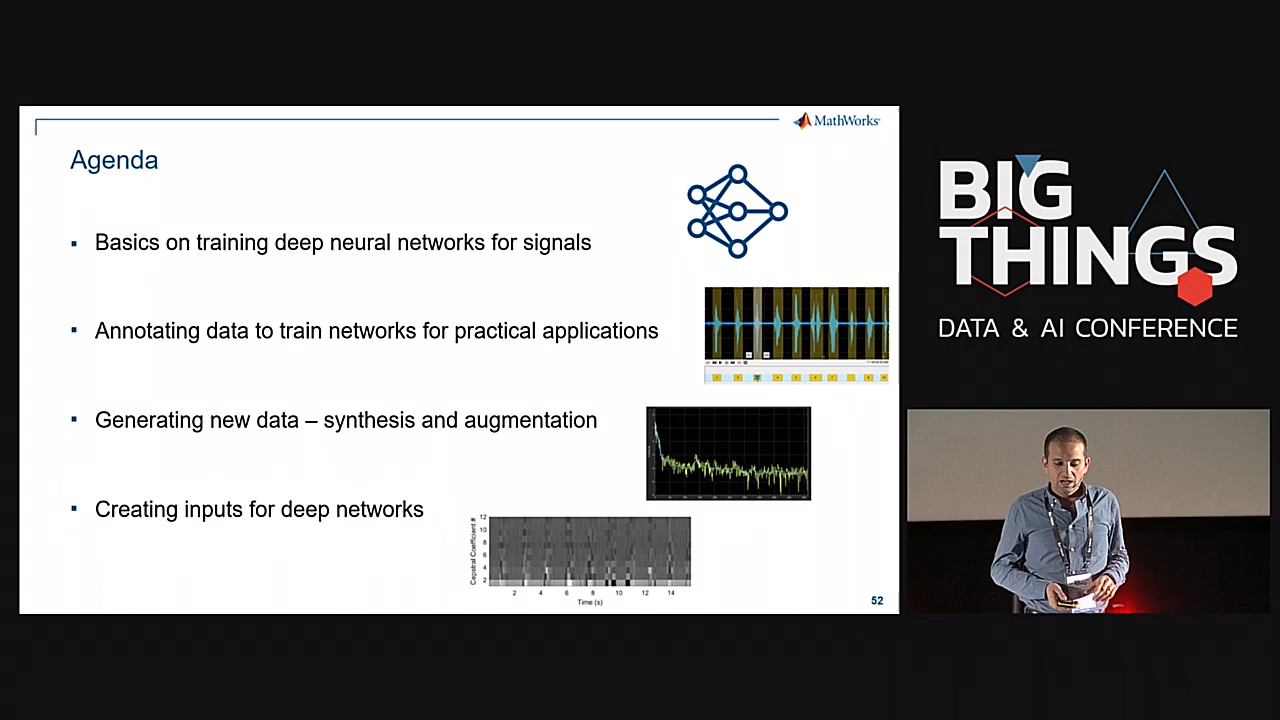 MathWorks
Agenda
Basics on training deep neural networks for signals
Annotating data to train networks for practical applications
Generating new data – synthesis and augmentation
Creating inputs for deep networks
Cepstral Coefficient #
12
10
8
6
4
2
2 4 6 8 10 12 14
Time (s)
52
BIG
THINGS
DATA & AI CONFERENCE